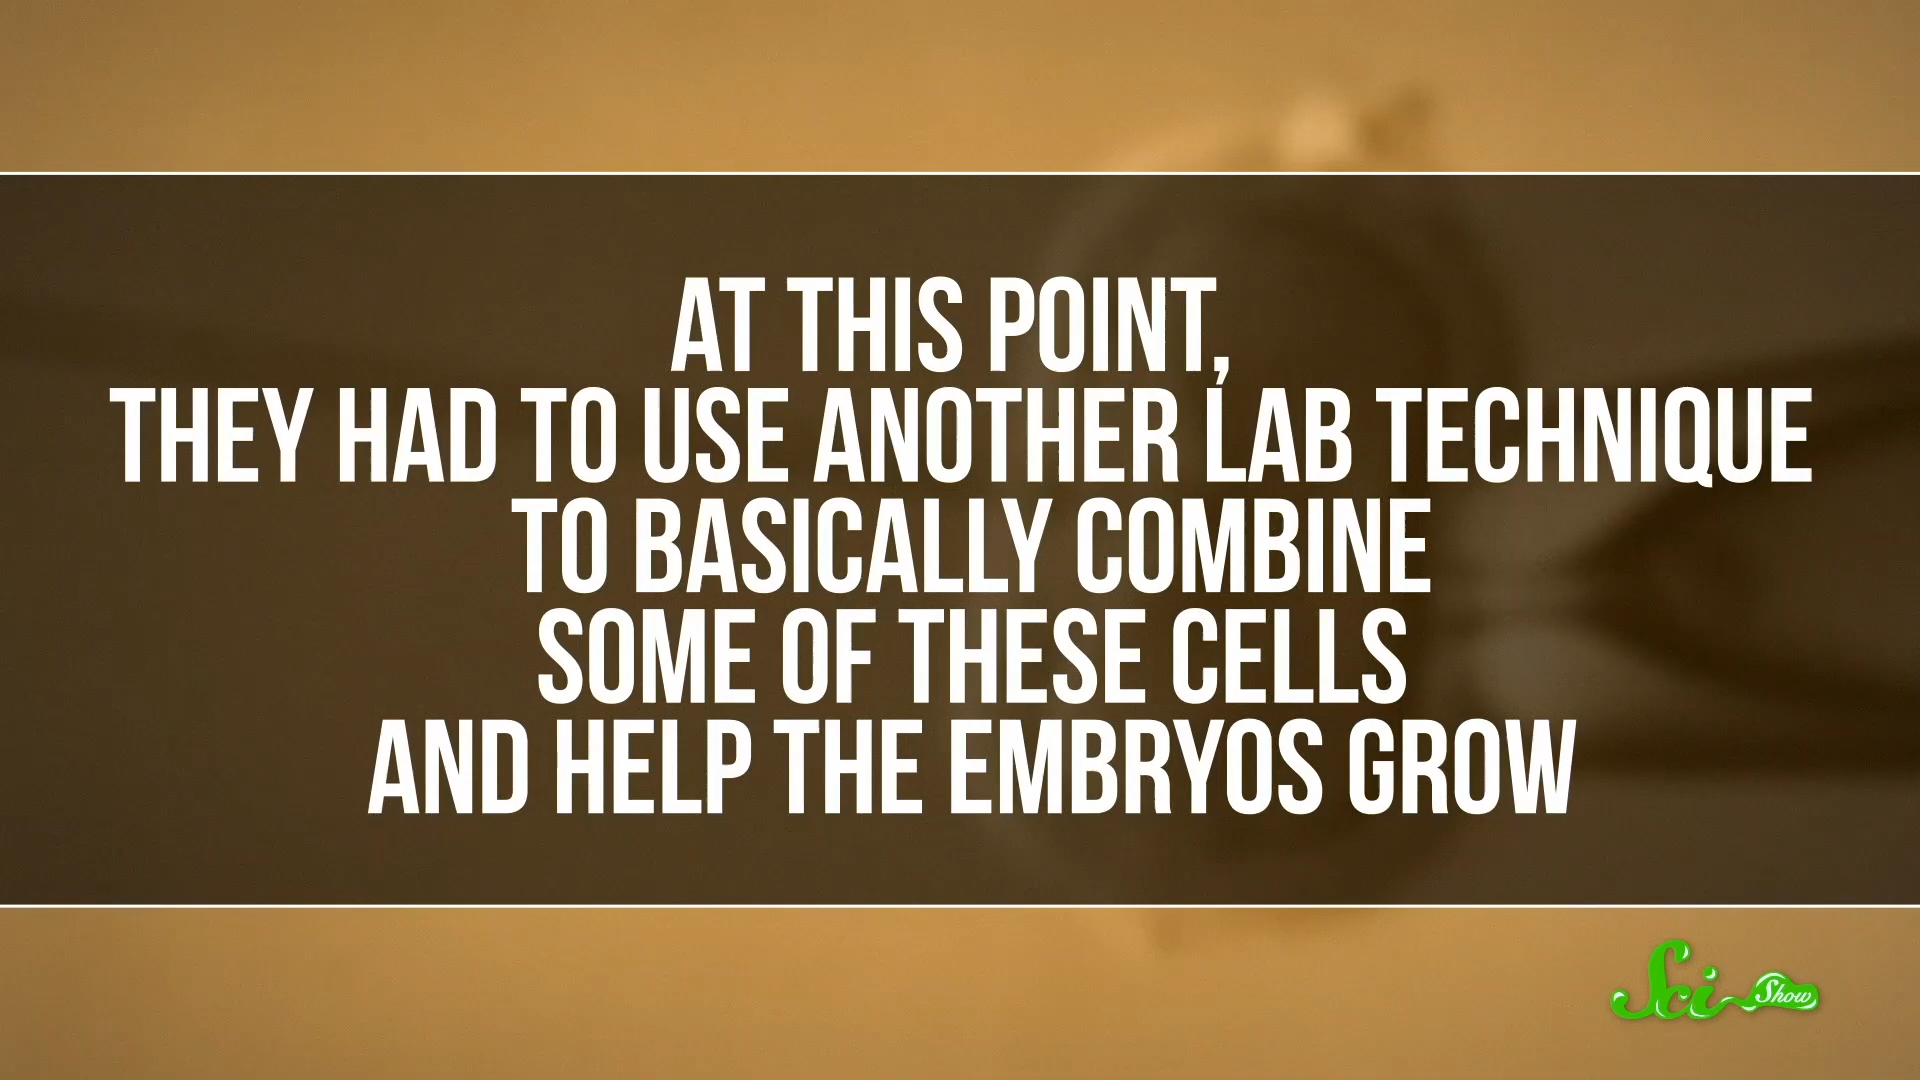 AT THIS POINT,
THEY HAD TO USE ANOTHER LAB TECHNIQUE
TO BASICALLY COMBINE
SOME OF THESE CELLS
AND HELP THE EMBRYOS GROW
Sci Show